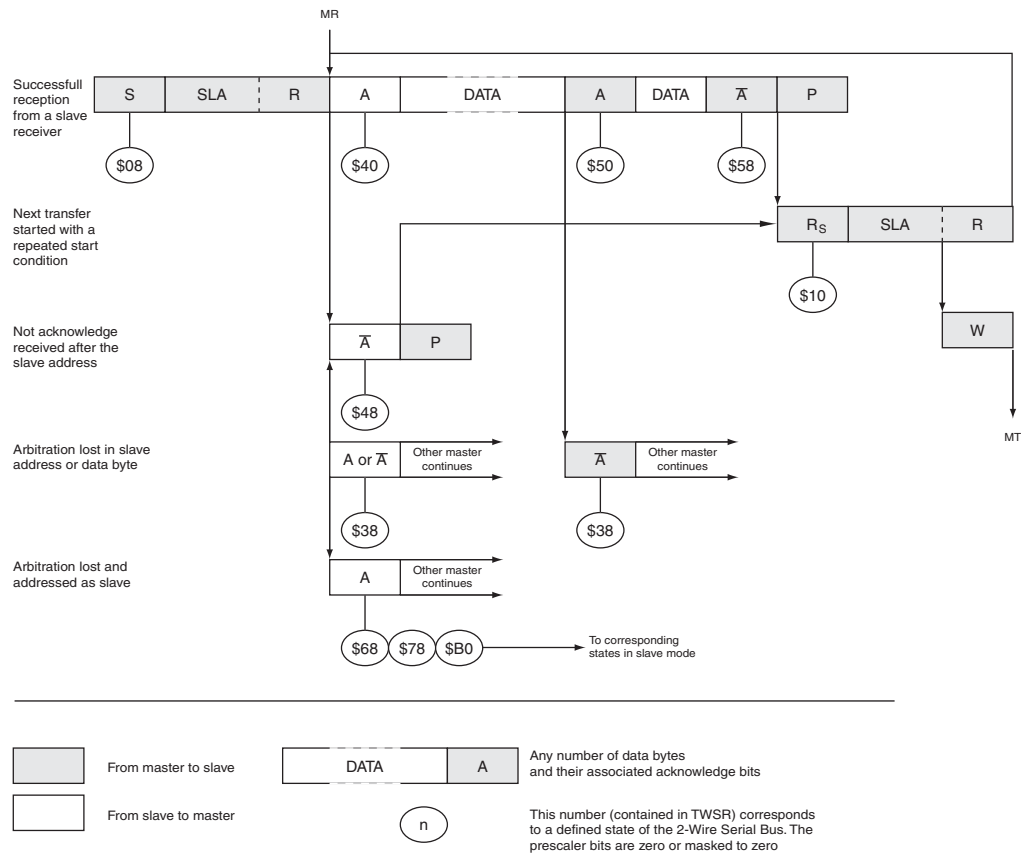 MR
Successfull
reception
from a slave
receiver
S SLA R A DATA A DATA A̅ P
$08 $40 $50 $58
Next transfer
started with a
repeated start
condition
RS SLA R
$10
Not acknowledge
received after the
slave address
A̅ P
W
$48
MT
Arbitration lost in slave
address or data byte
A or A̅
Other master
continues
A̅
Other master
continues
$38 $38
Arbitration lost and
addressed as slave
A
Other master
continues
$68 $78 $B0
To corresponding
states in slave mode
From master to slave
DATA A
Any number of data bytes
and their associated acknowledge bits
From slave to master
n
This number (contained in TWSR) corresponds
to a defined state of the 2-Wire Serial Bus. The
prescaler bits are zero or masked to zero